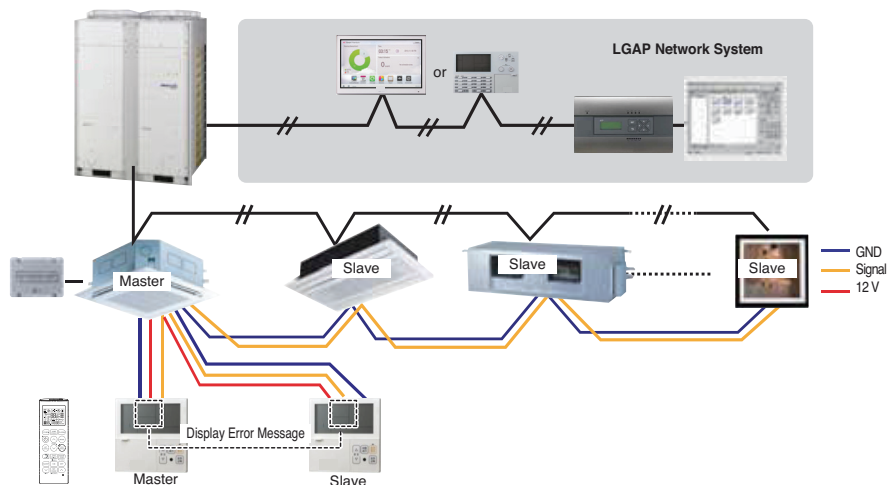 LGAP Network System
or
Master
Slave
Slave
Slave
GND
Signal
12 V
Display Error Message
Master
Slave